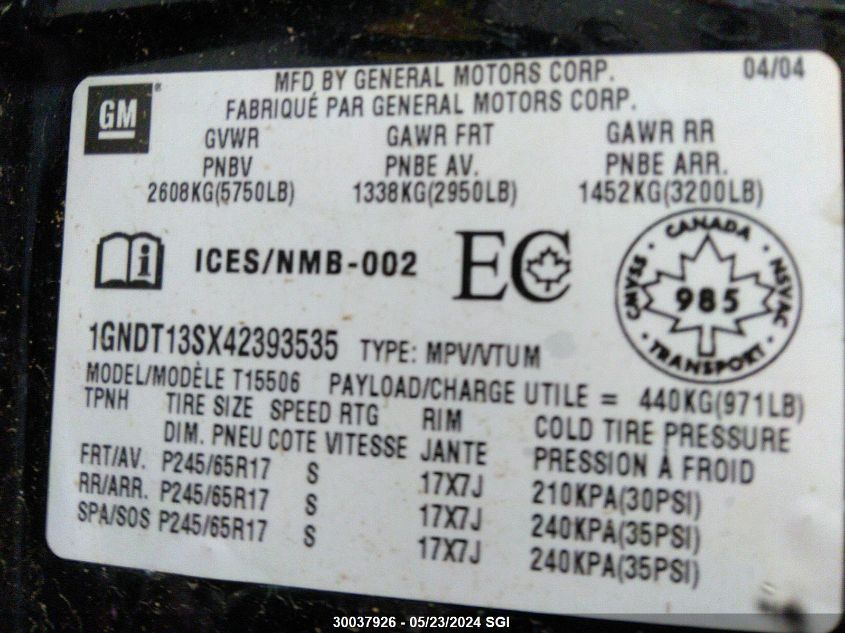 MFD BY GENERAL MOTORS CORP. 04/04
GM ® FABRIQUÉ PAR GENERAL MOTORS CORP.
GVWR GAWR FRT GAWR RR
PNBV PNBE AV. PNBE ARR.
2608KG(5750LB) 1338KG(2950LB) 1452KG(3200LB)
ICES/NMB-002 EC
CANADA
CMVSS 985 NSVAC
TRANSPORT
1GNDT13SX42393535 TYPE: MPV/VTUM
MODEL/MODÈLE T15506 PAYLOAD/CHARGE UTILE = 440KG(971LB)
TPNH TIRE SIZE SPEED RTG RIM COLD TIRE PRESSURE
DIM. PNEU COTE VITESSE JANTE PRESSION À FROID
FRT/AV. P245/65R17 S 17X7J 210KPA(30PSI)
RR/ARR. P245/65R17 S 17X7J 240KPA(35PSI)
SPA/SOS P245/65R17 S 17X7J 240KPA(35PSI)
30037926 - 05/23/2024 SGI